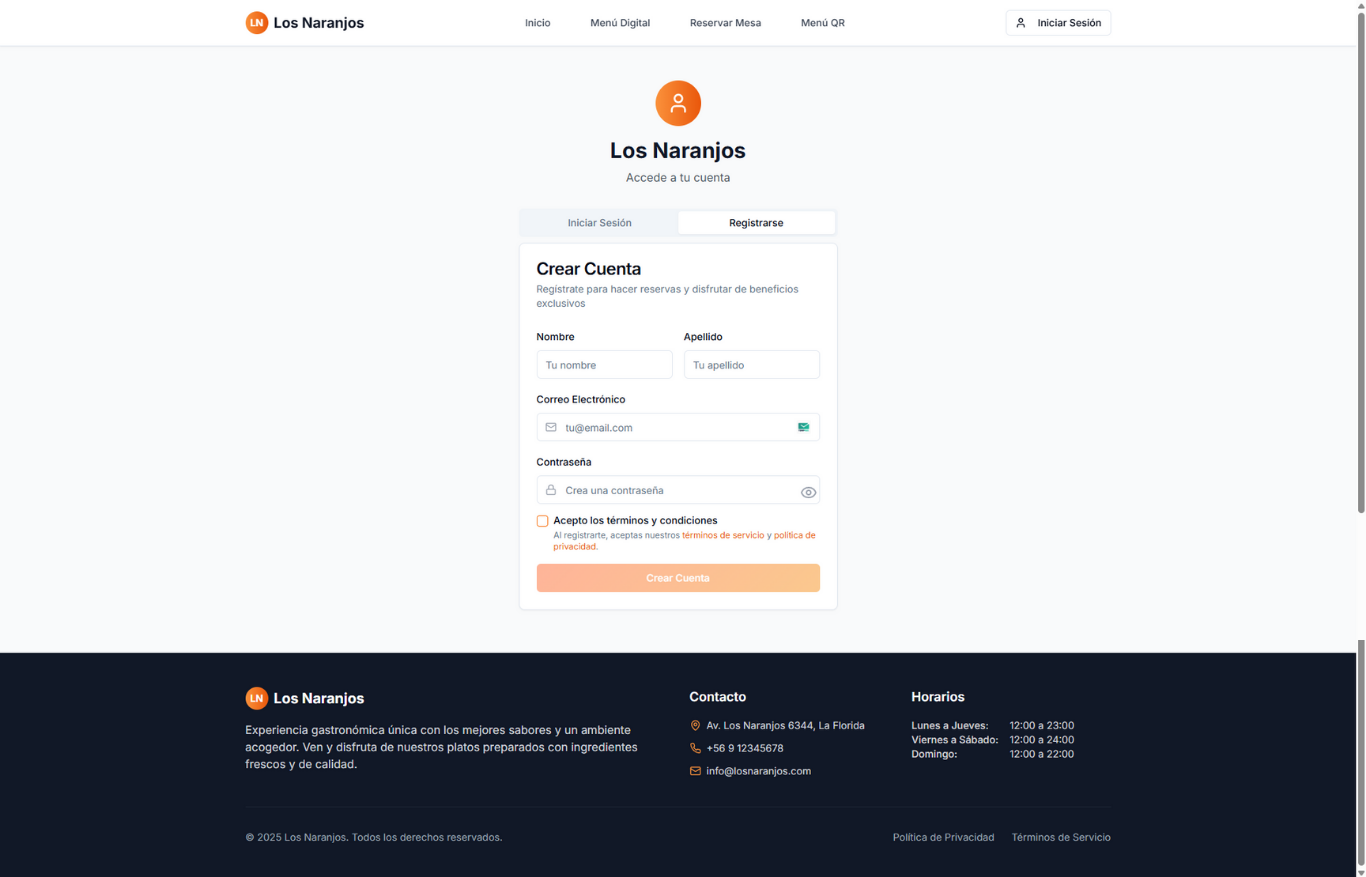 LN Los Naranjos
Inicio
Menú Digital
Reservar Mesa
Menú QR
Iniciar Sesión
Los Naranjos
Accede a tu cuenta
Iniciar Sesión
Registrarse
Crear Cuenta
Regístrate para hacer reservas y disfrutar de beneficios
exclusivos
Nombre
Apellido
Tu nombre
Tu apellido
Correo Electrónico
tu@email.com
Contraseña
Crea una contraseña
Acepto los términos y condiciones
Al registrarte, aceptas nuestros términos de servicio y política de
privacidad.
Crear Cuenta
LN Los Naranjos
Experiencia gastronómica única con los mejores sabores y un ambiente
acogedor. Ven y disfruta de nuestros platos preparados con ingredientes
frescos y de calidad.
Contacto
Av. Los Naranjos 6344, La Florida
+56 9 12345678
info@losnaranjos.com
Horarios
Lunes a Jueves: 12:00 a 23:00
Viernes a Sábado: 12:00 a 24:00
Domingo: 12:00 a 22:00
© 2025 Los Naranjos. Todos los derechos reservados.
Política de Privacidad
Términos de Servicio